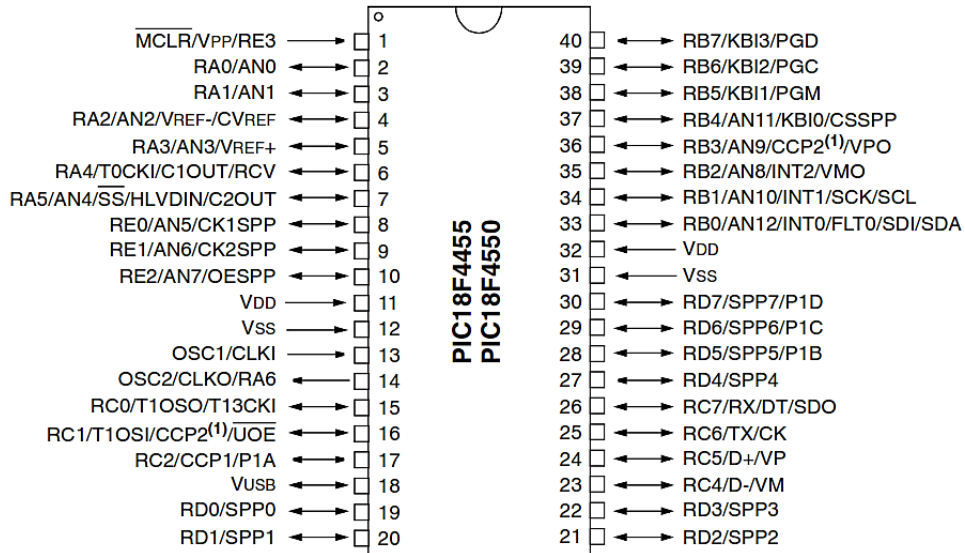 MCLR/VPP/RE3 1 40 RB7/KBI3/PGD
RA0/AN0 2 39 RB6/KBI2/PGC
RA1/AN1 3 38 RB5/KBI1/PGM
RA2/AN2/VREF-/CVREF 4 37 RB4/AN11/KBI0/CSSPP
RA3/AN3/VREF+ 5 36 RB3/AN9/CCP2(1)/VPO
RA4/T0CKI/C1OUT/RCV 6 35 RB2/AN8/INT2/VMO
RA5/AN4/SS/HLVDIN/C2OUT 7 34 RB1/AN10/INT1/SCK/SCL
RE0/AN5/CK1SPP 8 33 RB0/AN12/INT0/FLT0/SDI/SDA
RE1/AN6/CK2SPP 9 32 VDD
RE2/AN7/OESPP 10 31 VSS
VDD 11 30 RD7/SPP7/P1D
VSS 12 29 RD6/SPP6/P1C
OSC1/CLKI 13 28 RD5/SPP5/P1B
OSC2/CLKO/RA6 14 27 RD4/SPP4
RC0/T1OSO/T13CKI 15 26 RC7/RX/DT/SDO
RC1/T1OSI/CCP2(1)/UOE 16 25 RC6/TX/CK
RC2/CCP1/P1A 17 24 RC5/D+/VP
VUSB 18 23 RC4/D-/VM
RD0/SPP0 19 22 RD3/SPP3
RD1/SPP1 20 21 RD2/SPP2
PIC18F4455
PIC18F4550